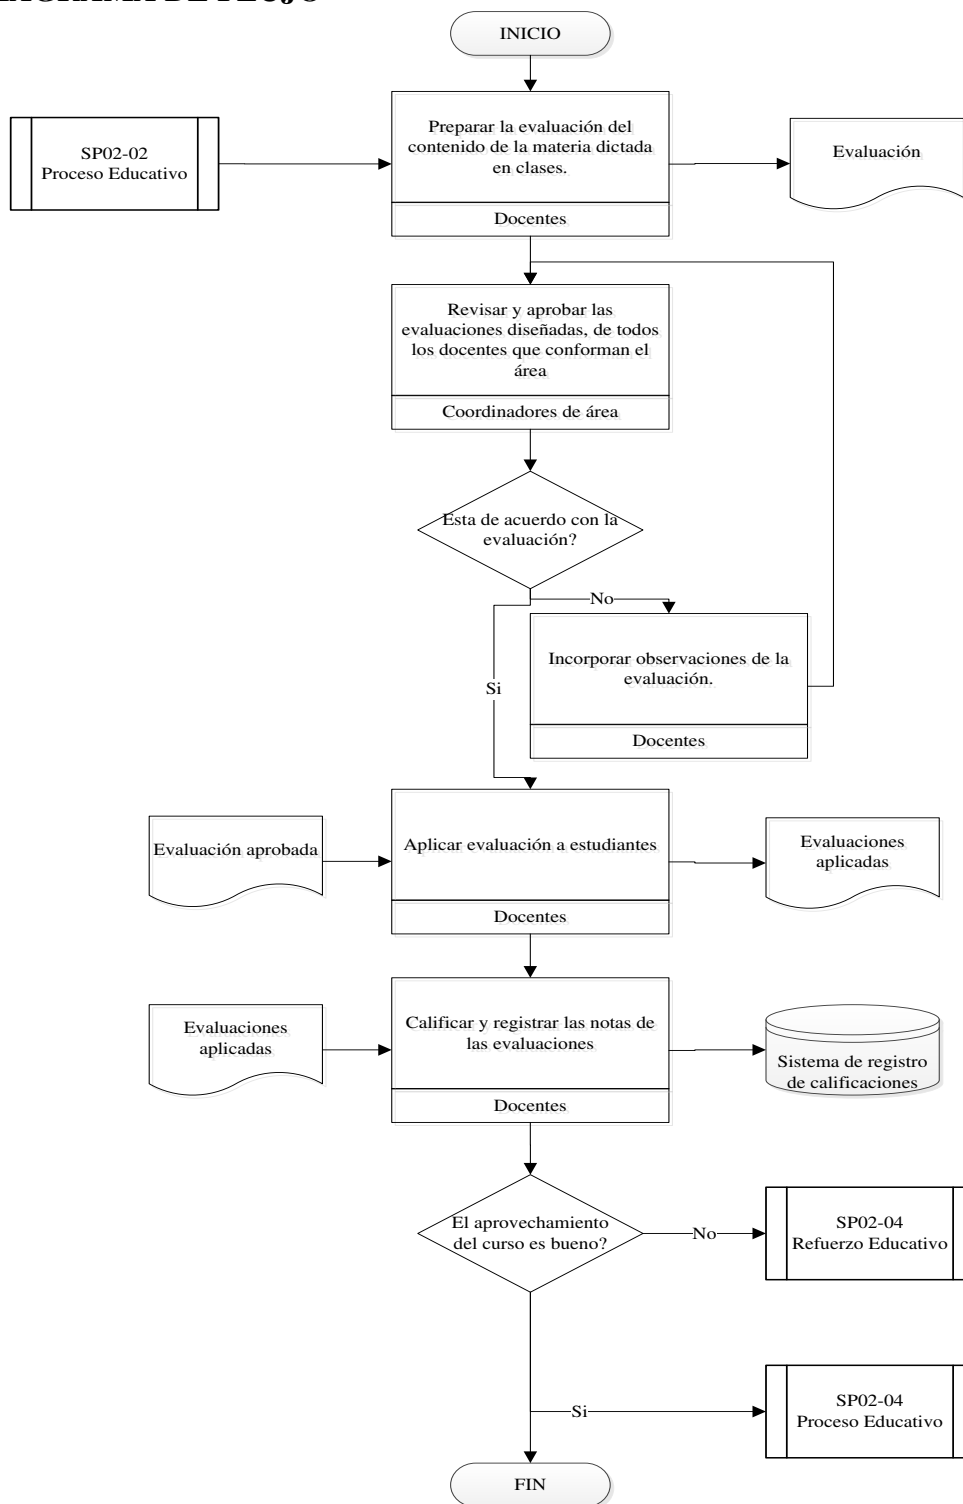 INICIO
Preparar la evaluación del
contenido de la materia dictada
en clases.
Docentes
SP02-02
Proceso Educativo
Evaluación
Revisar y aprobar las
evaluaciones diseñadas, de todos
los docentes que conforman el
área
Coordinadores de área
Esta de acuerdo con la
evaluación?
No
Si
Incorporar observaciones de la
evaluación.
Docentes
Evaluación aprobada
Aplicar evaluación a estudiantes
Docentes
Evaluaciones
aplicadas
Evaluaciones
aplicadas
Calificar y registrar las notas de
las evaluaciones
Docentes
Sistema de registro
de calificaciones
El aprovechamiento
del curso es bueno?
No
SP02-04
Refuerzo Educativo
Si
SP02-04
Proceso Educativo
FIN